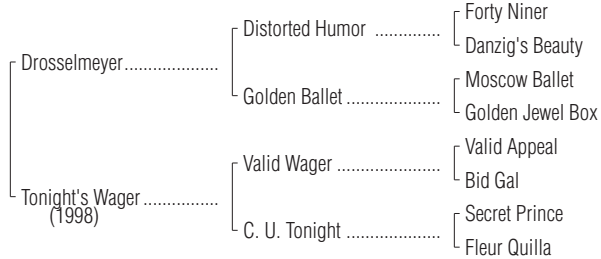 Forty Niner
Distorted Humor ..............
Danzig's Beauty
Drosselmeyer....................
Moscow Ballet
Golden Ballet ....................
Golden Jewel Box
Valid Appeal
Valid Wager ......................
Bid Gal
Tonight's Wager ................
(1998)
Secret Prince
C. U. Tonight ....................
Fleur Quilla